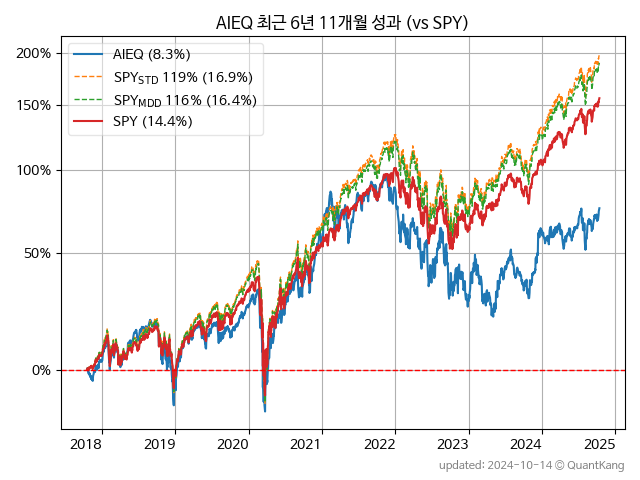 AIEQ 최근 6년 11개월 성과 (vs SPY)
AIEQ (8.3%)
SPY_STD 119% (16.9%)
SPY_MDD 116% (16.4%)
SPY (14.4%)
200%
150%
100%
50%
0%
2018 2019 2020 2021 2022 2023 2024 2025
updated: 2024-10-14 © QuantKang